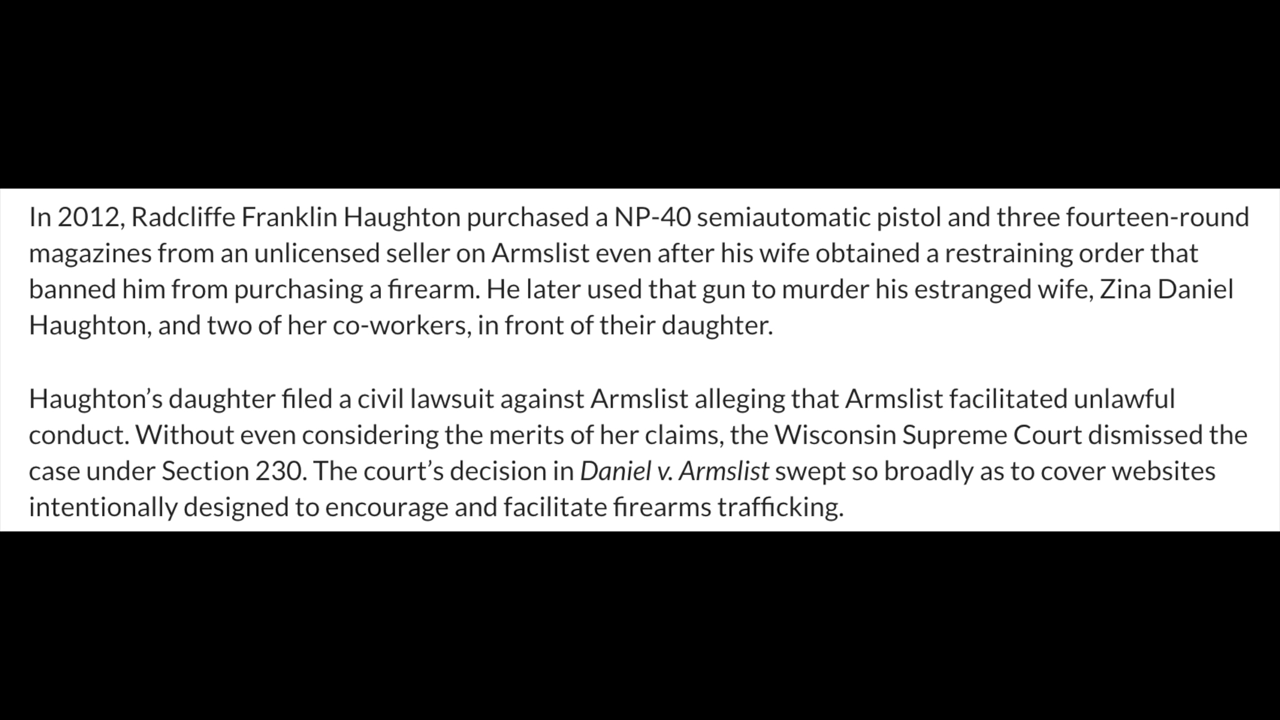 In 2012, Radcliffe Franklin Haughton purchased a NP-40 semiautomatic pistol and three fourteen-round
magazines from an unlicensed seller on Armslist even after his wife obtained a restraining order that
banned him from purchasing a firearm. He later used that gun to murder his estranged wife, Zina Daniel
Haughton, and two of her co-workers, in front of their daughter.
Haughton’s daughter filed a civil lawsuit against Armslist alleging that Armslist facilitated unlawful
conduct. Without even considering the merits of her claims, the Wisconsin Supreme Court dismissed the
case under Section 230. The court’s decision in Daniel v. Armslist swept so broadly as to cover websites
intentionally designed to encourage and facilitate firearms trafficking.